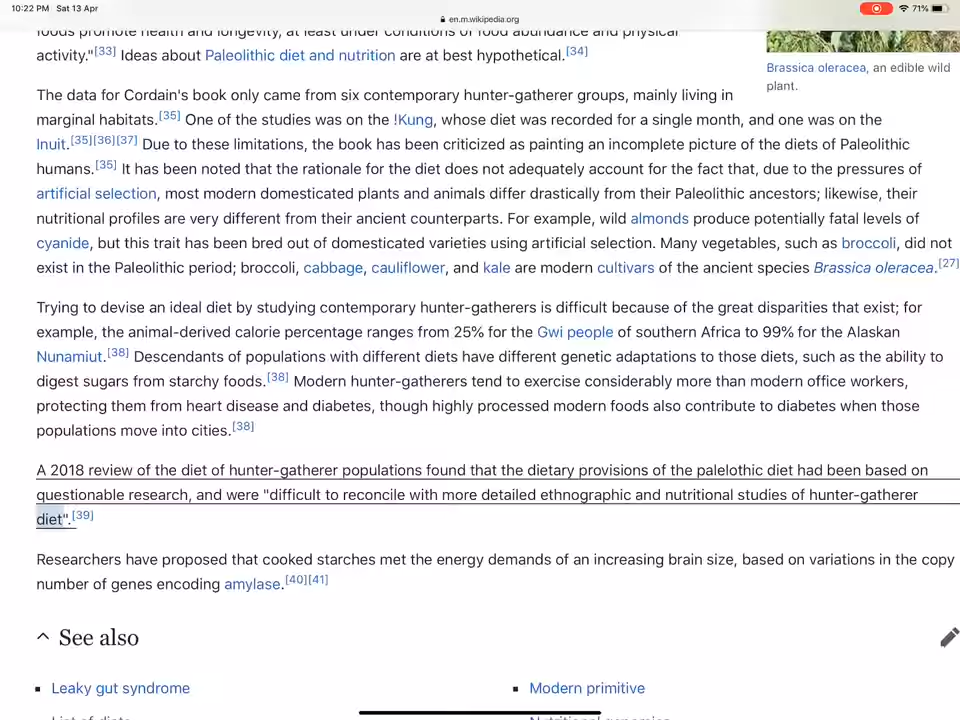 10:22 PM Sat 13 Apr
71%
en.m.wikipedia.org
foods promote health and longevity, at least under conditions of food abundance and physical
activity."[33] Ideas about Paleolithic diet and nutrition are at best hypothetical.[34]
Brassica oleracea, an edible wild
plant.
The data for Cordain's book only came from six contemporary hunter-gatherer groups, mainly living in
marginal habitats.[35] One of the studies was on the !Kung, whose diet was recorded for a single month, and one was on the
Inuit.[35][36][37] Due to these limitations, the book has been criticized as painting an incomplete picture of the diets of Paleolithic
humans.[35] It has been noted that the rationale for the diet does not adequately account for the fact that, due to the pressures of
artificial selection, most modern domesticated plants and animals differ drastically from their Paleolithic ancestors; likewise, their
nutritional profiles are very different from their ancient counterparts. For example, wild almonds produce potentially fatal levels of
cyanide, but this trait has been bred out of domesticated varieties using artificial selection. Many vegetables, such as broccoli, did not
exist in the Paleolithic period; broccoli, cabbage, cauliflower, and kale are modern cultivars of the ancient species Brassica oleracea.[27]
Trying to devise an ideal diet by studying contemporary hunter-gatherers is difficult because of the great disparities that exist; for
example, the animal-derived calorie percentage ranges from 25% for the Gwi people of southern Africa to 99% for the Alaskan
Nunamiut.[38] Descendants of populations with different diets have different genetic adaptations to those diets, such as the ability to
digest sugars from starchy foods.[38] Modern hunter-gatherers tend to exercise considerably more than modern office workers,
protecting them from heart disease and diabetes, though highly processed modern foods also contribute to diabetes when those
populations move into cities.[38]
A 2018 review of the diet of hunter-gatherer populations found that the dietary provisions of the palelothic diet had been based on
questionable research, and were "difficult to reconcile with more detailed ethnographic and nutritional studies of hunter-gatherer
diet".[39]
Researchers have proposed that cooked starches met the energy demands of an increasing brain size, based on variations in the copy
number of genes encoding amylase.[40][41]
See also
Leaky gut syndrome
Modern primitive
List of diets
Nutritional genomics